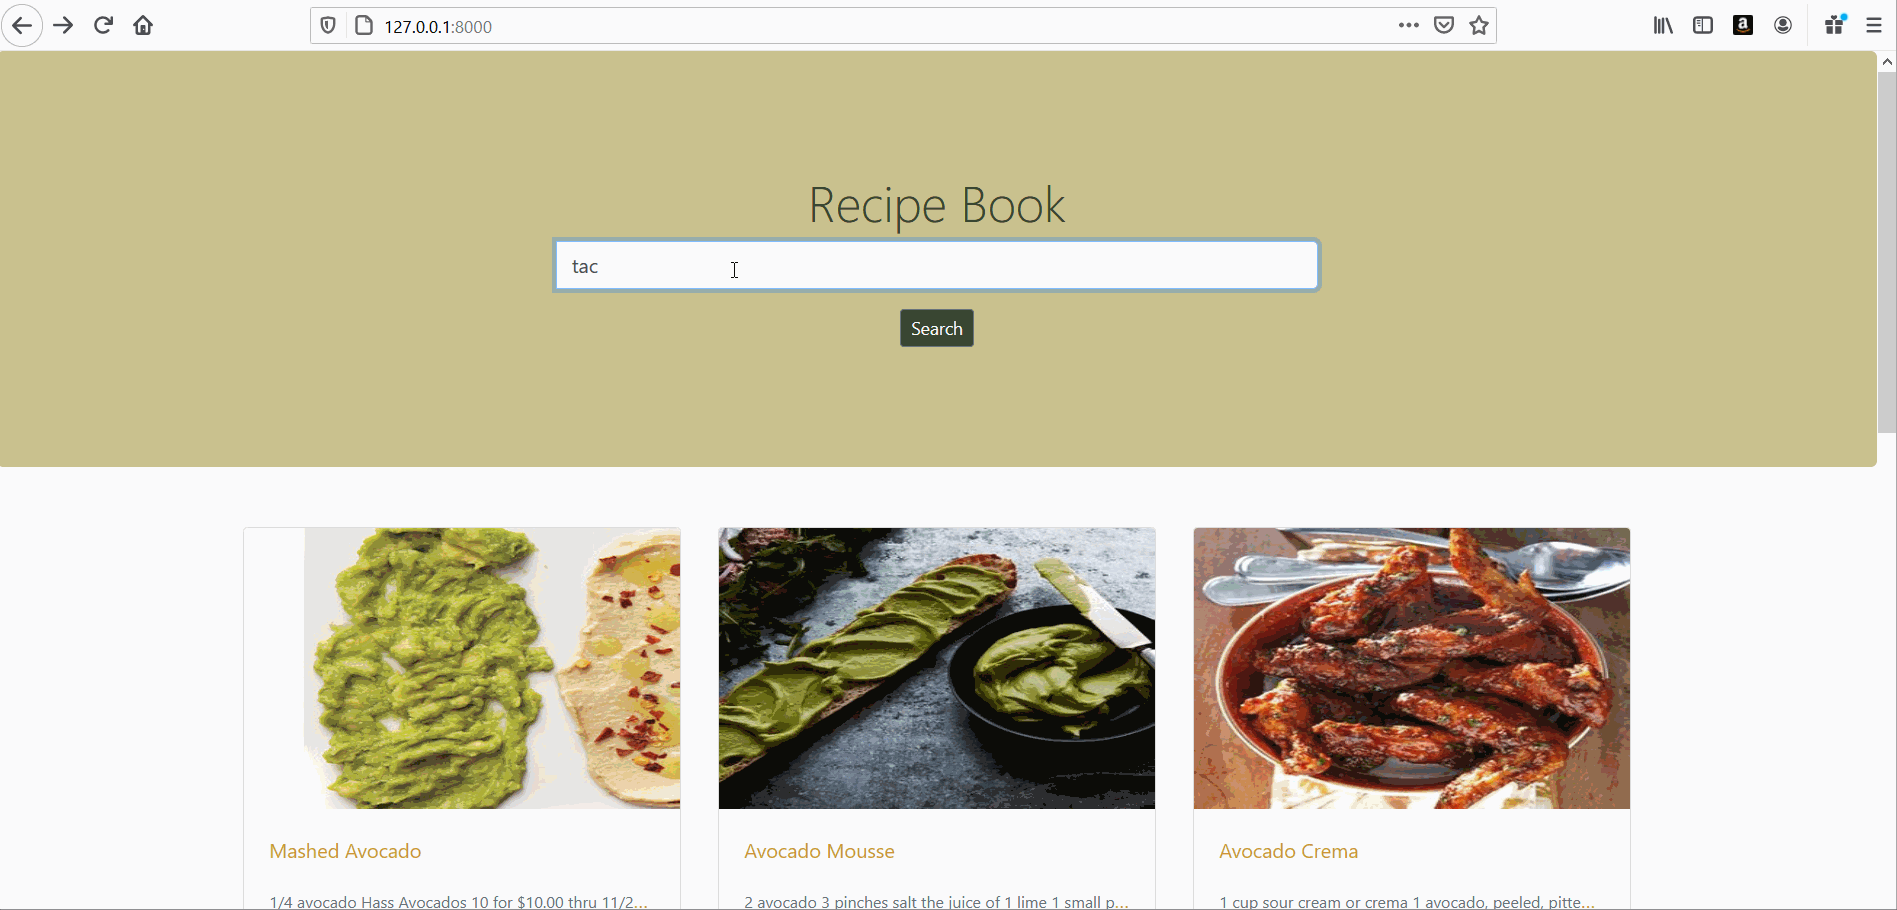 127.0.0.1:8000
a
Recipe Book
tac
Search
Mashed Avocado
Avocado Mousse
Avocado Crema
1/4 avocado Hass Avocados 10 for $10.00 thru 11/2...
2 avocado 3 pinches salt the juice of 1 lime 1 small p...
1 cup sour cream or crema 1 avocado, peeled, pitte...